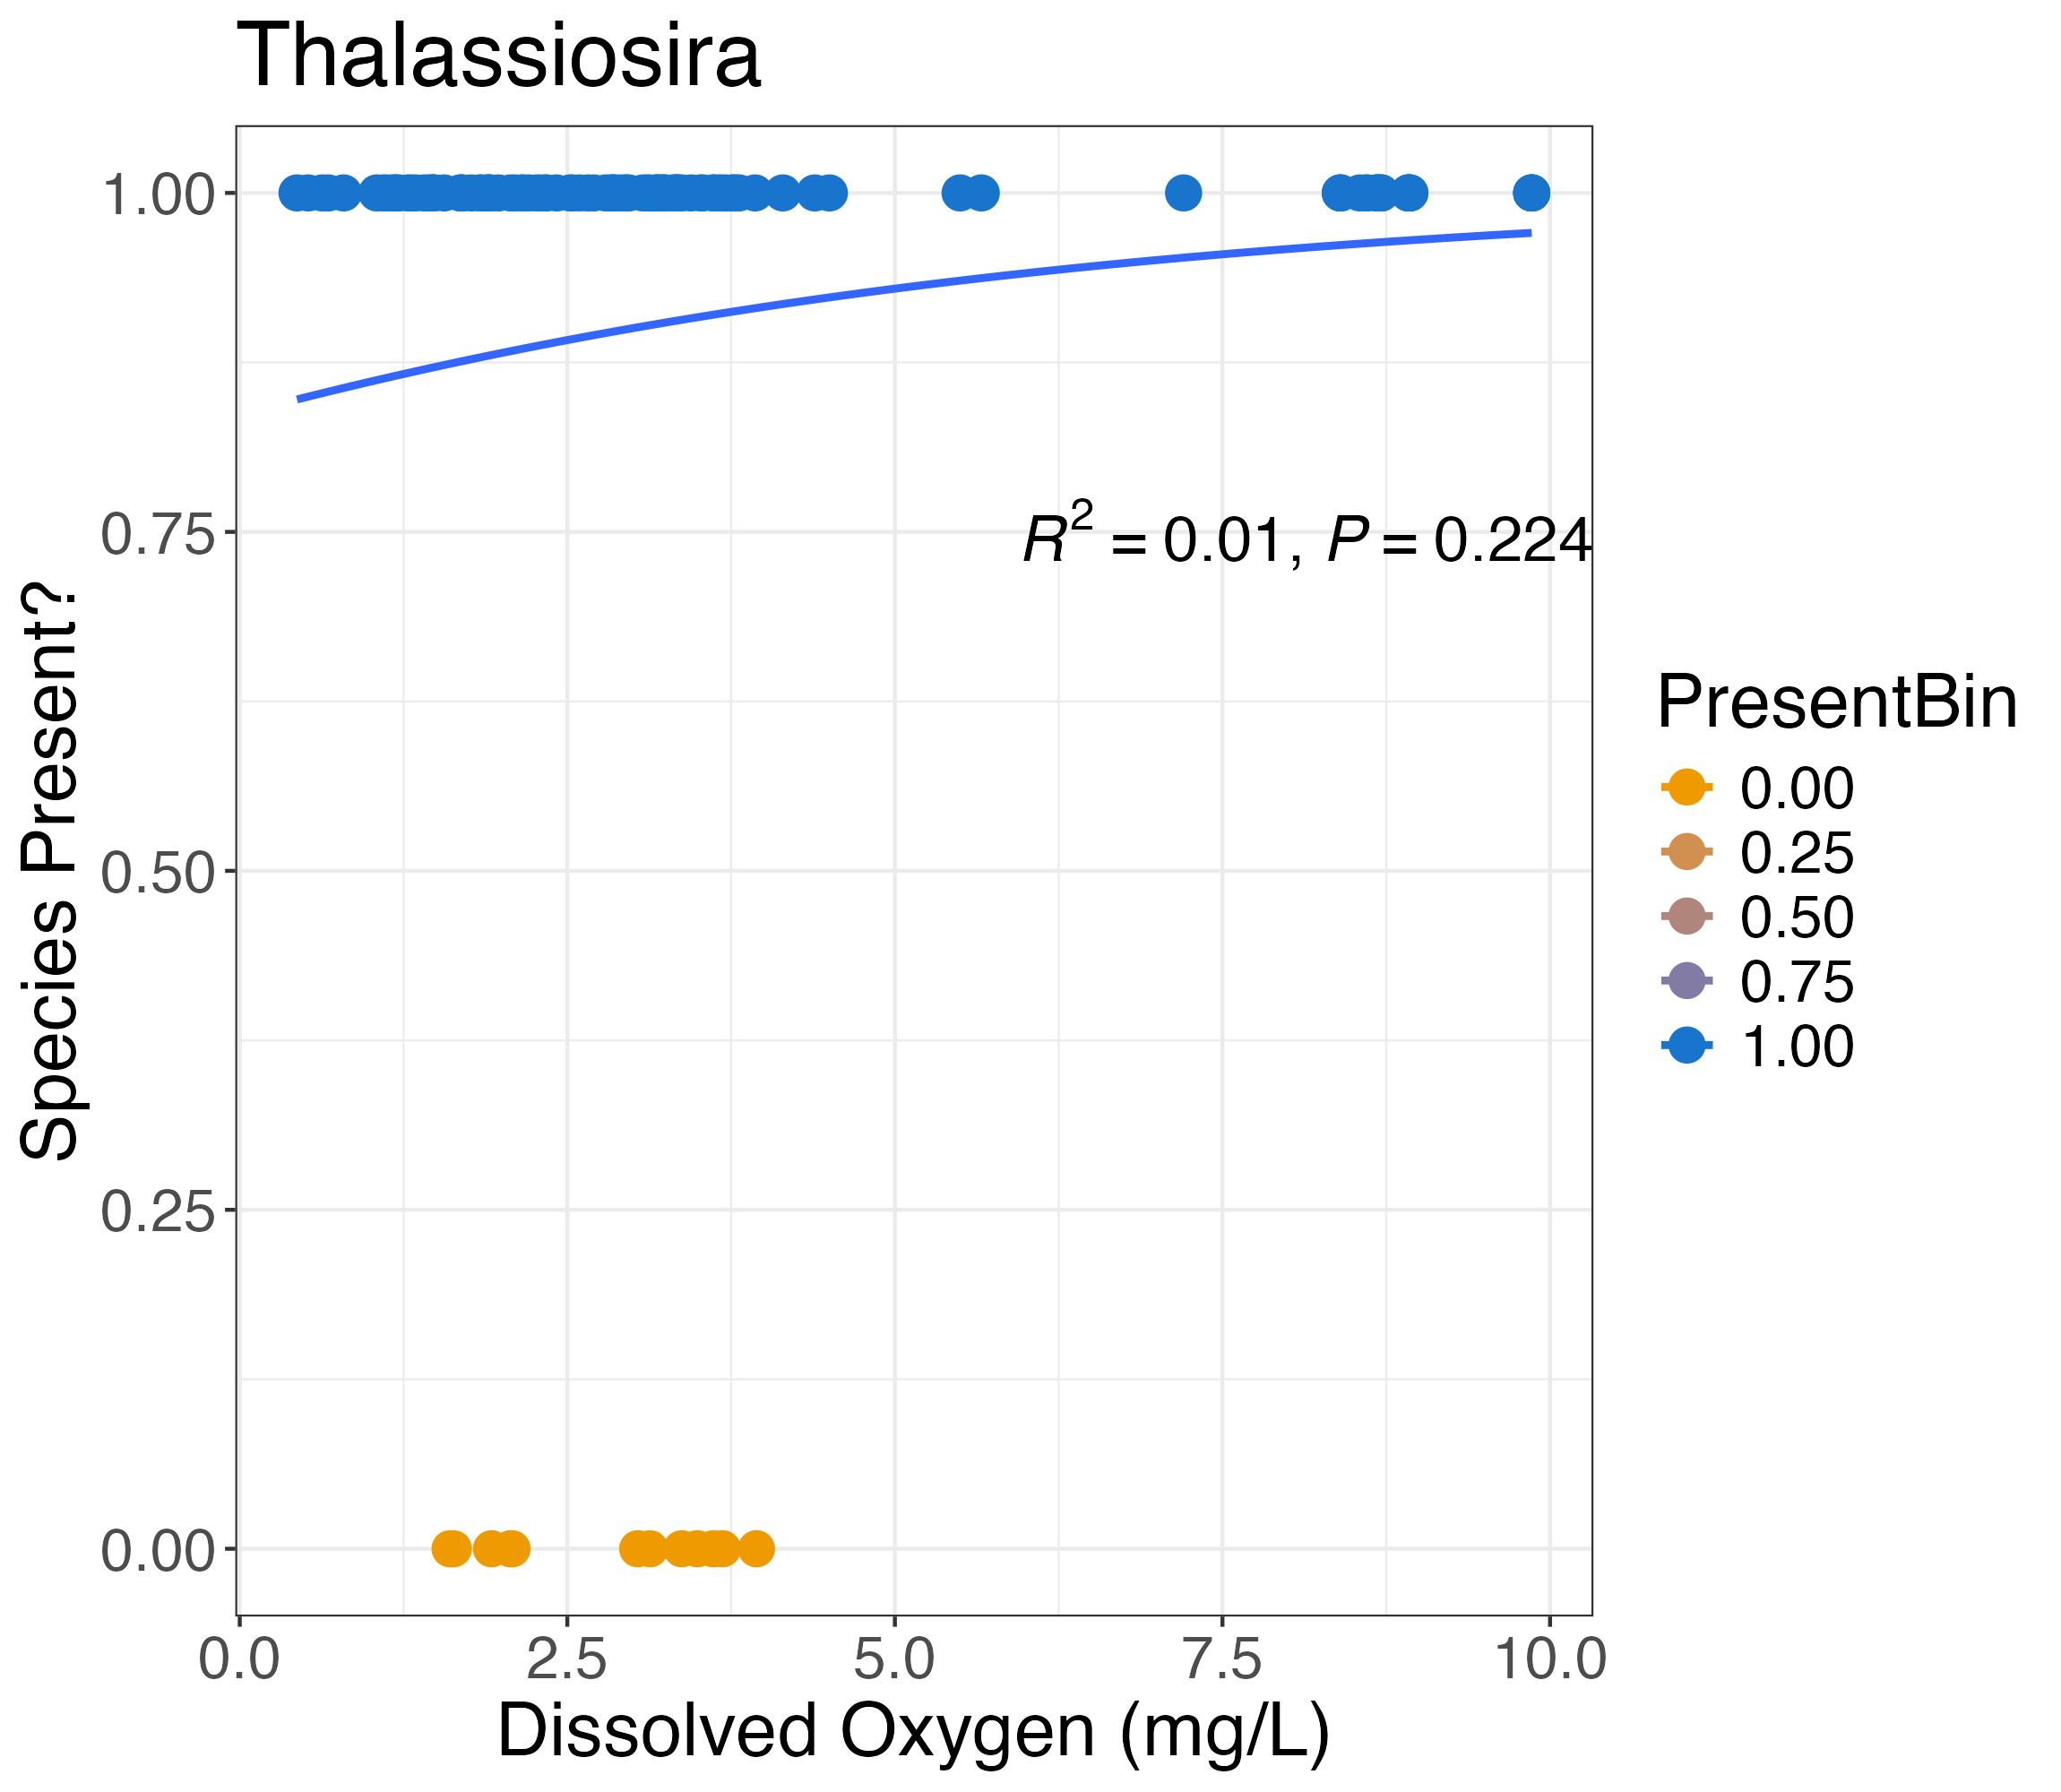 Thalassiosira
1.00
0.75
0.50
0.25
0.00
Species Present?
R² = 0.01, P = 0.224
0.0 2.5 5.0 7.5 10.0
Dissolved Oxygen (mg/L)
PresentBin
0.00
0.25
0.50
0.75
1.00